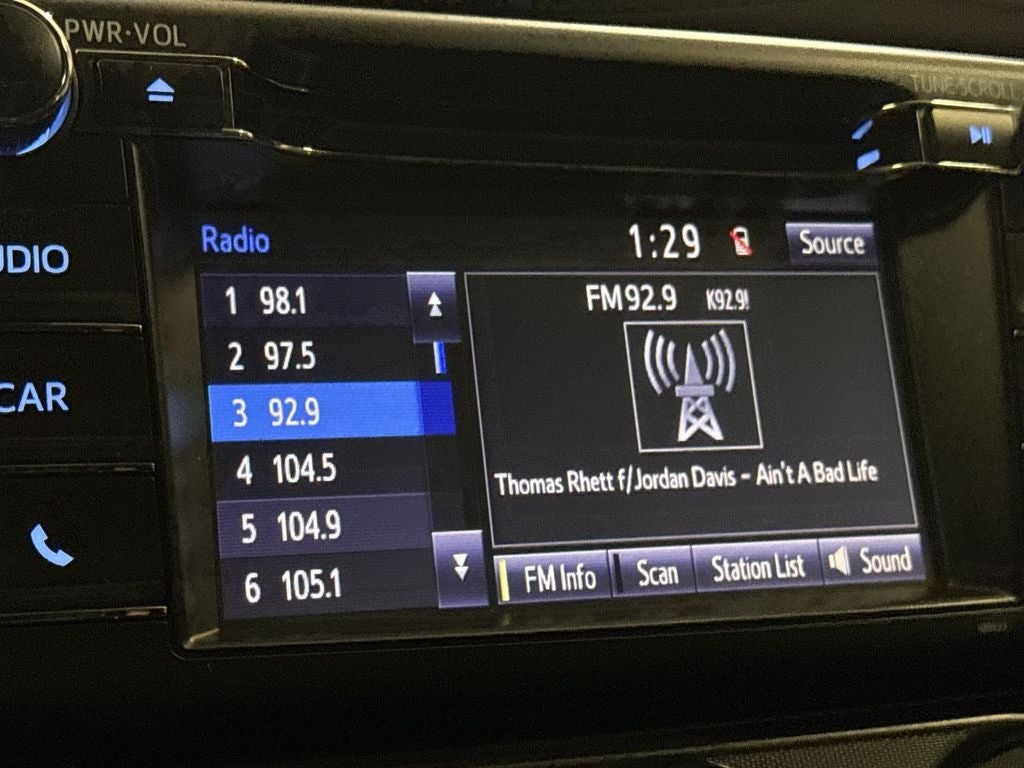 PWR·VOL
TUNE·SCROLL
UDIO
CAR
Radio
1:29
Source
1 98.1
2 97.5
3 92.9
4 104.5
5 104.9
6 105.1
FM 92.9 K92.9!
Thomas Rhett f/Jordan Davis - Ain't A Bad Life
FM Info
Scan
Station List
Sound